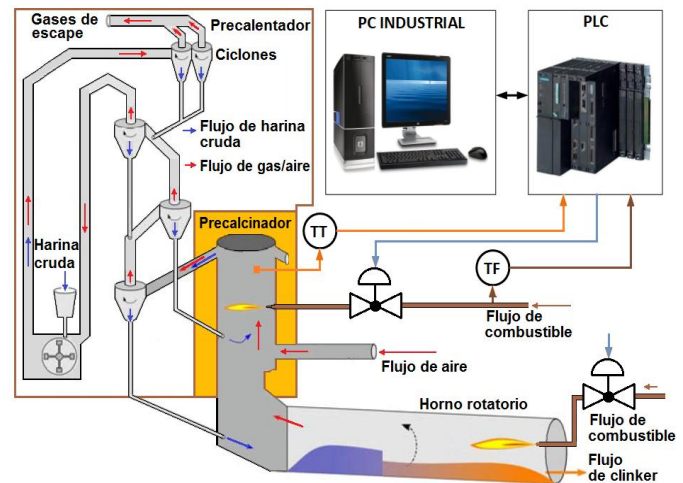 Gases de
escape
Precalentador
Ciclones
Flujo de harina
cruda
Flujo de gas/aire
Harina
cruda
Precalcinador
PC INDUSTRIAL
PLC
TT
TF
Flujo de
combustible
Flujo de aire
Horno rotatorio
Flujo de
combustible
Flujo
de clinker